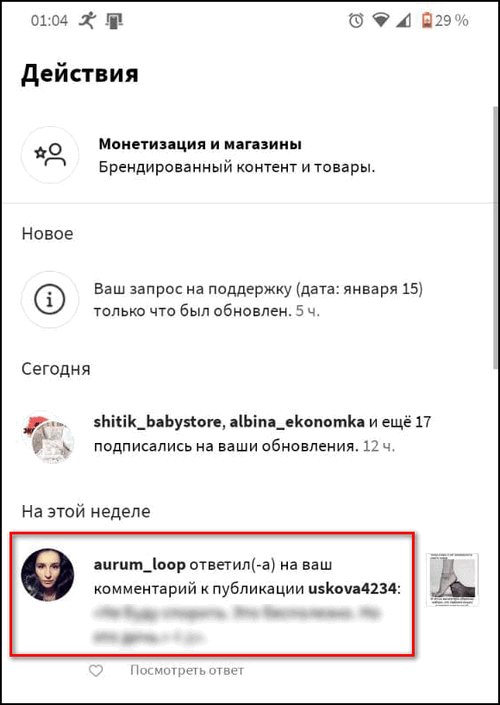 01:04
29 %
Действия
Монетизация и магазины
Брендированный контент и товары.
Новое
Ваш запрос на поддержку (дата: января 15)
только что был обновлен. 5 ч.
Сегодня
shitik_babystore, albina_ekonomka и ещё 17
подписались на ваши обновления. 12 ч.
На этой неделе
aurum_loop ответил(-а) на ваш
комментарий к публикации uskova4234:
Посмотреть ответ